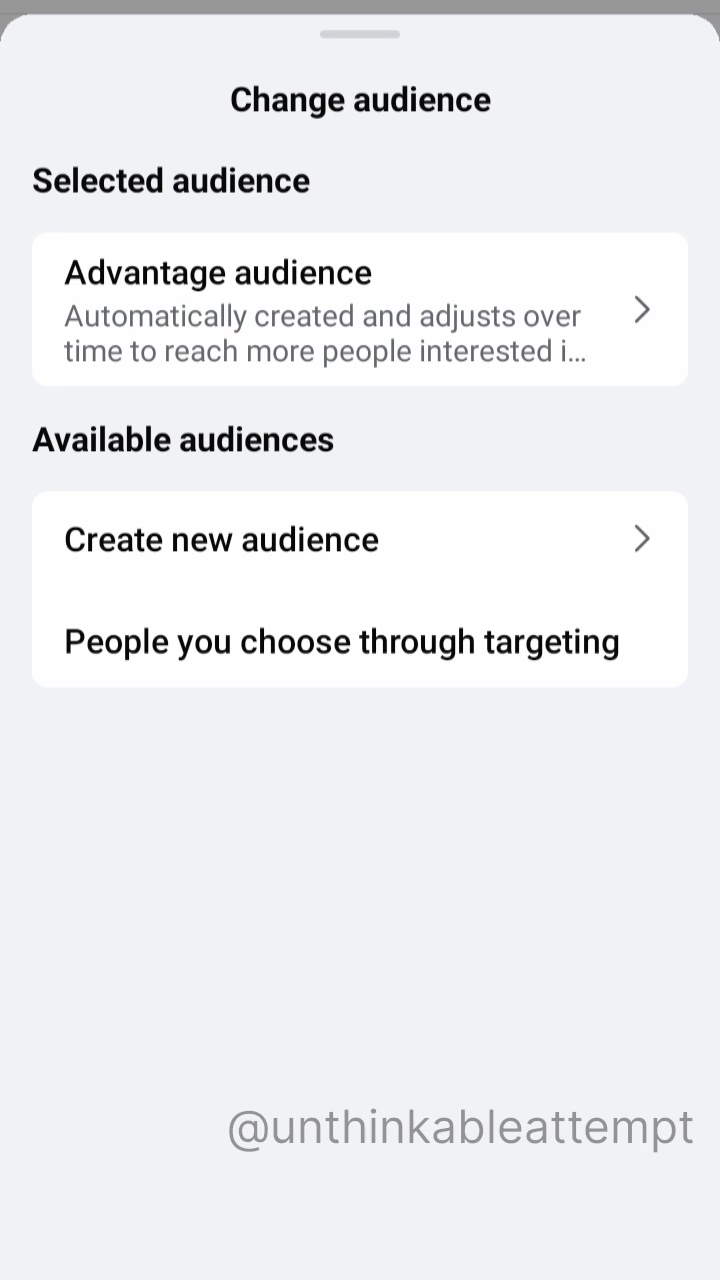 Change audience
Selected audience
Advantage audience
Automatically created and adjusts over
time to reach more people interested i...
Available audiences
Create new audience
People you choose through targeting
@unthinkableattempt